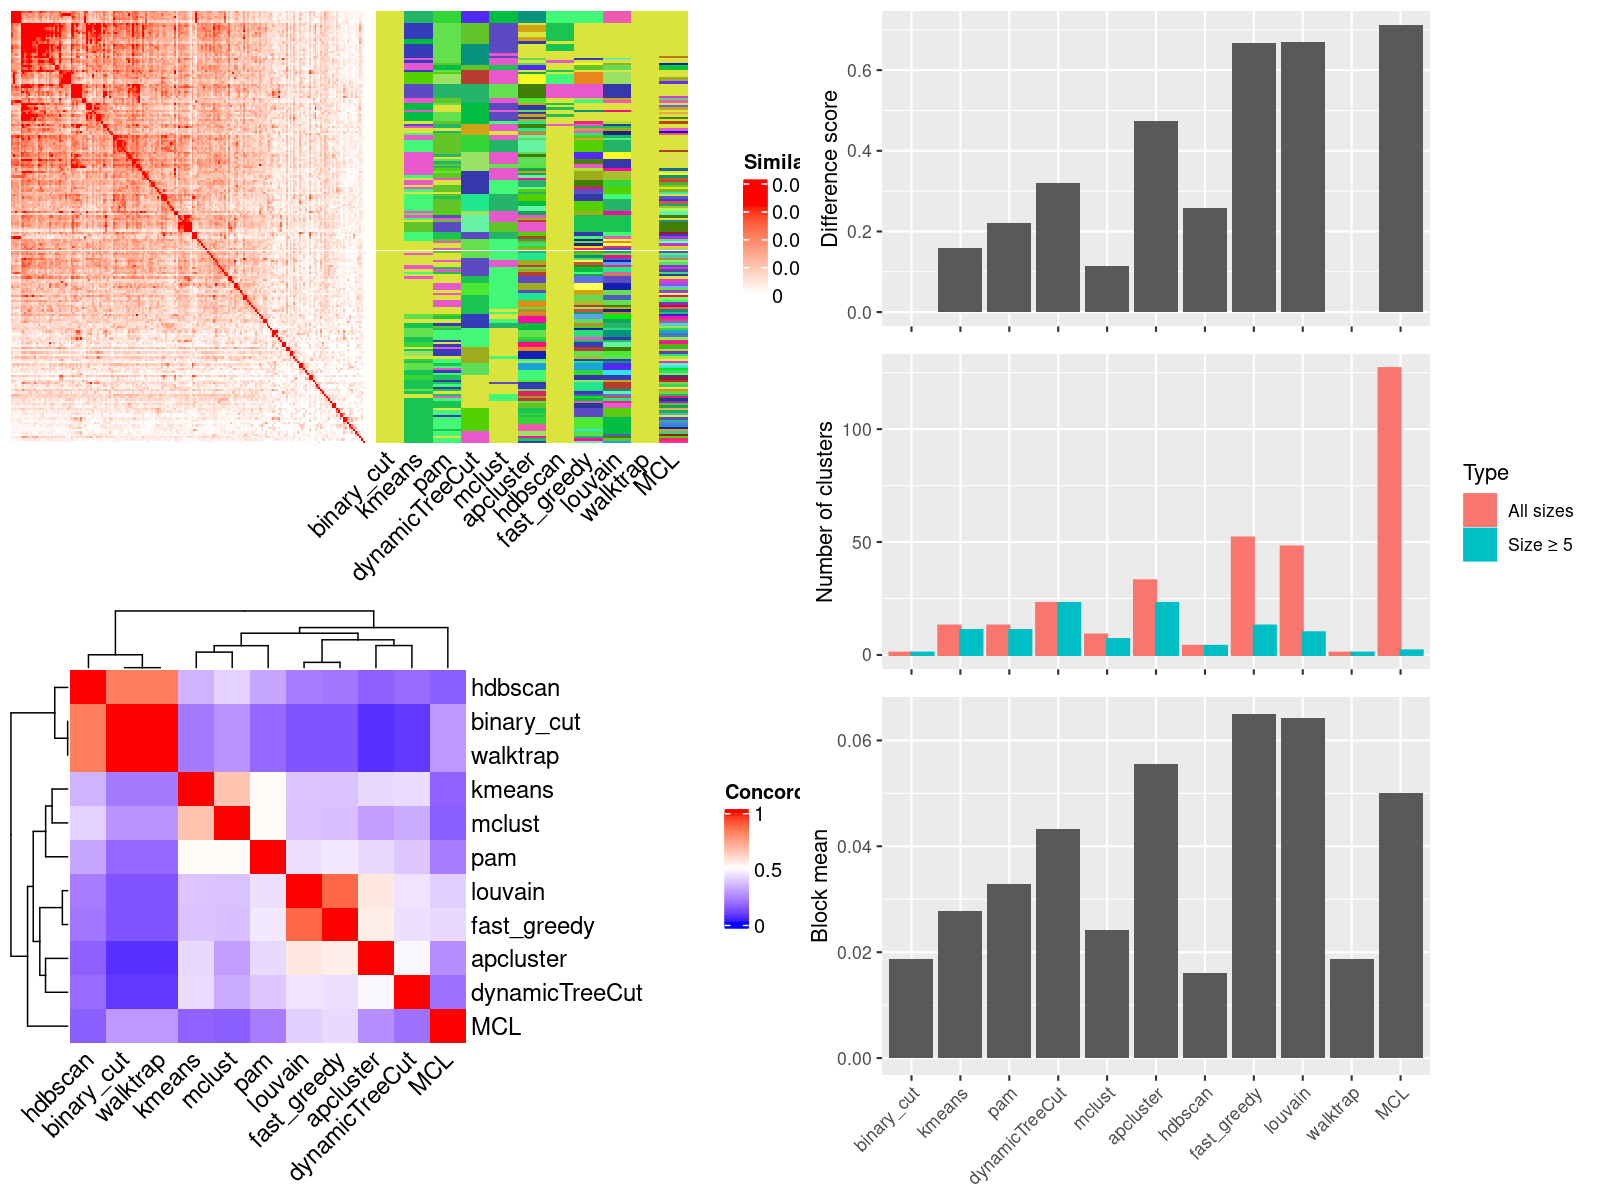 Simila
0.0
0.0
0.0
0.0
0
binary_cut
kmeans
pam
dynamicTreeCut
mclust
apcluster
hdbscan
fast_greedy
louvain
walktrap
MCL
hdbscan
binary_cut
walktrap
kmeans
mclust
pam
louvain
fast_greedy
apcluster
dynamicTreeCut
MCL
hdbscan
binary_cut
walktrap
kmeans
mclust
pam
louvain
fast_greedy
apcluster
dynamicTreeCut
MCL
Concord
1
0.5
0
Difference score
0.6
0.4
0.2
0.0
Number of clusters
100
50
0
Type
All sizes
Size ≥ 5
Block mean
0.06
0.04
0.02
0.00
binary_cut
kmeans
pam
dynamicTreeCut
mclust
apcluster
hdbscan
fast_greedy
louvain
walktrap
MCL